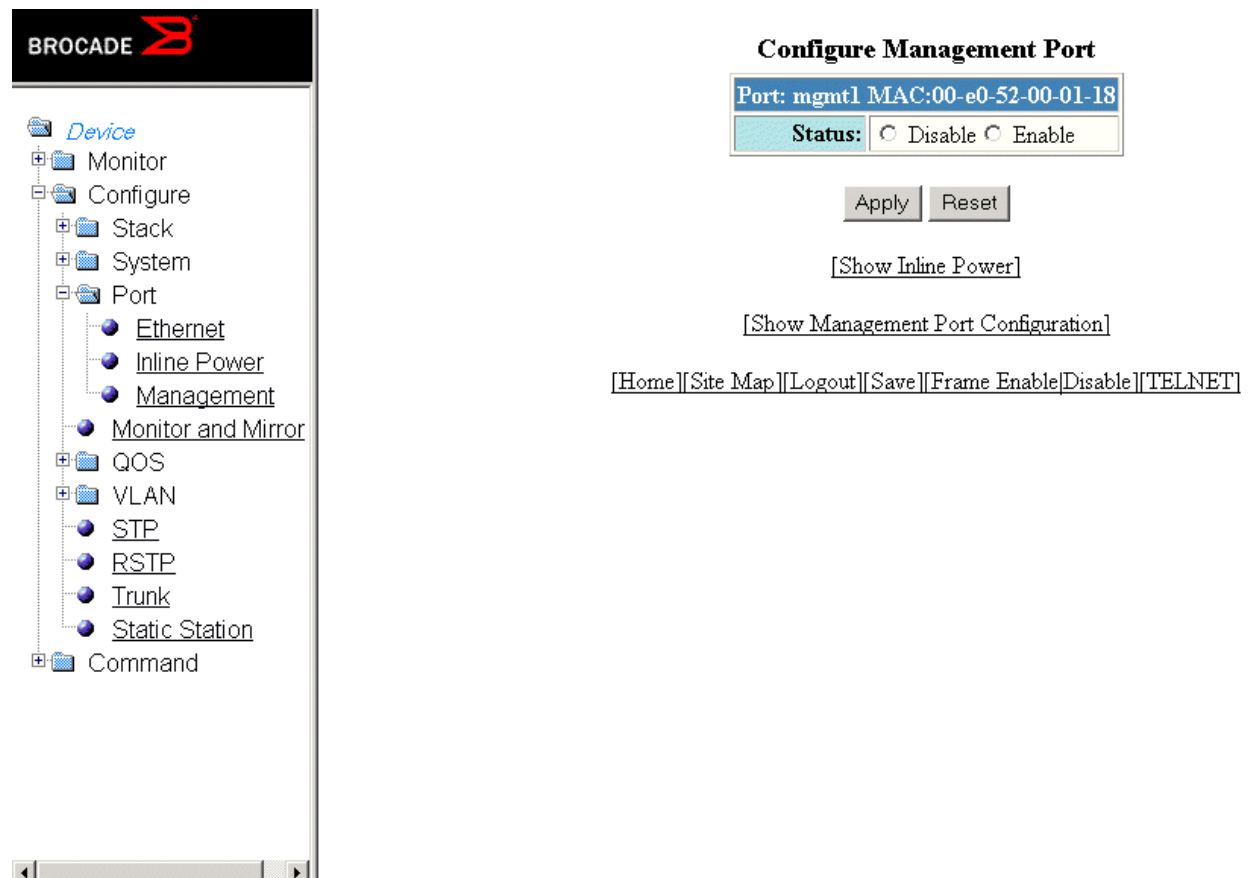 BROCADE
Device
Monitor
Configure
Stack
System
Port
Ethernet
Inline Power
Management
Monitor and Mirror
QOS
VLAN
STP
RSTP
Trunk
Static Station
Command
Configure Management Port
Port: mgmt1 MAC:00-e0-52-00-01-18
Status: Disable Enable
Apply Reset
[Show Inline Power]
[Show Management Port Configuration]
[Home][Site Map][Logout][Save][Frame Enable|Disable][TELNET]